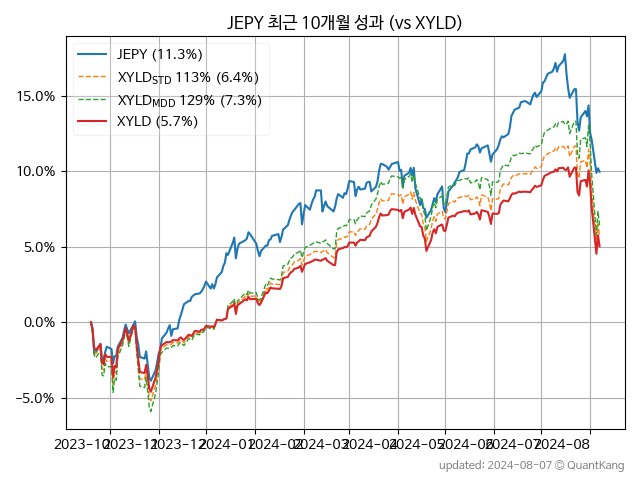 JEPY 최근 10개월 성과 (vs XYLD)
JEPY (11.3%)
XYLD_STD 113% (6.4%)
XYLD_MDD 129% (7.3%)
XYLD (5.7%)
15.0%
10.0%
5.0%
0.0%
−5.0%
2023-10 2023-11 2023-12 2024-01 2024-02 2024-03 2024-04 2024-05 2024-06 2024-07 2024-08
updated: 2024-08-07 © QuantKang